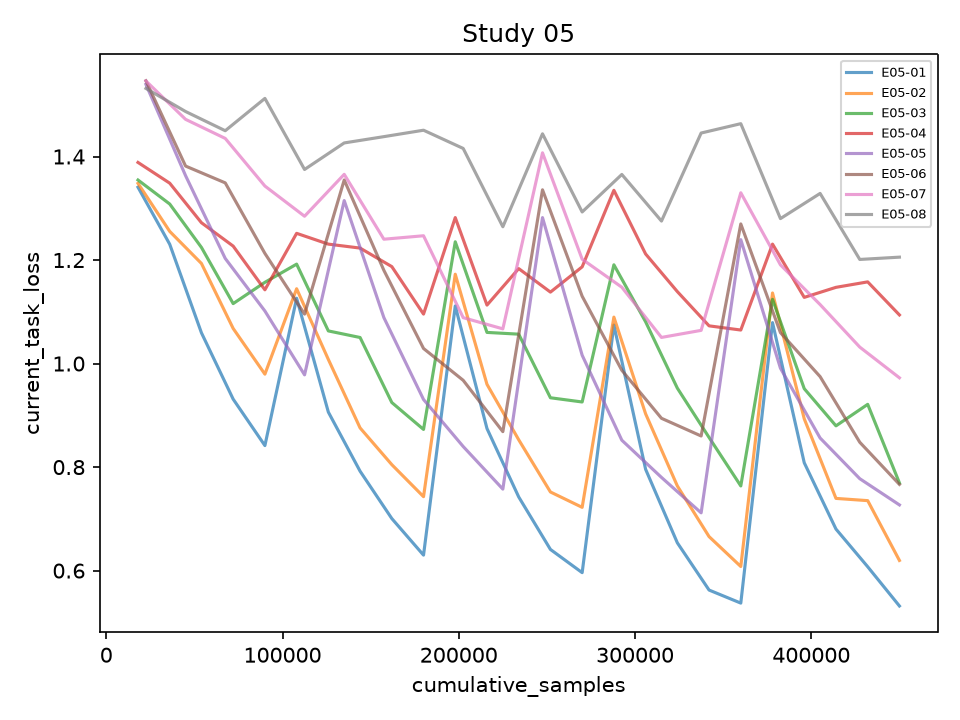 Study 05
E05-01
E05-02
E05-03
E05-04
E05-05
E05-06
E05-07
E05-08
1.4
1.2
1.0
0.8
0.6
current_task_loss
0
100000
200000
300000
400000
cumulative_samples